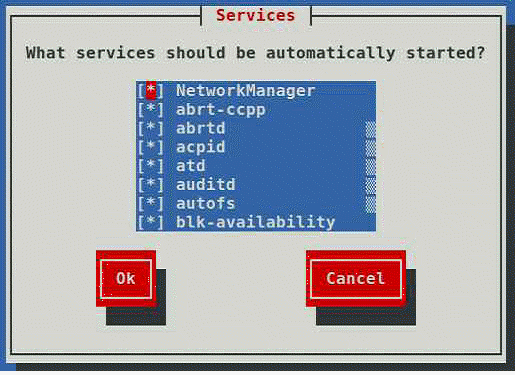 Services
What services should be automatically started?
[*] NetworkManager
[*] abrt-ccpp
[*] abrtd
[*] acpid
[*] atd
[*] auditd
[*] autofs
[*] blk-availability
Ok
Cancel